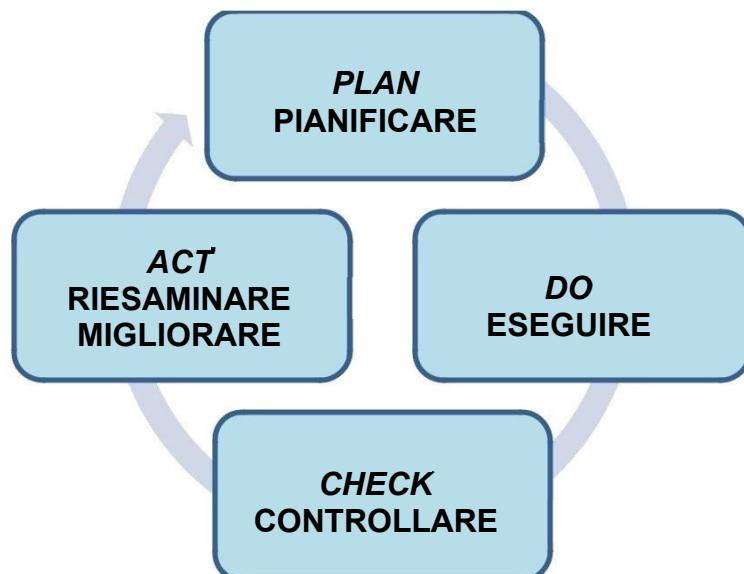 PLAN
PIANIFICARE
DO
ESEGUIRE
CHECK
CONTROLLARE
ACT
RIESAMINARE
MIGLIORARE